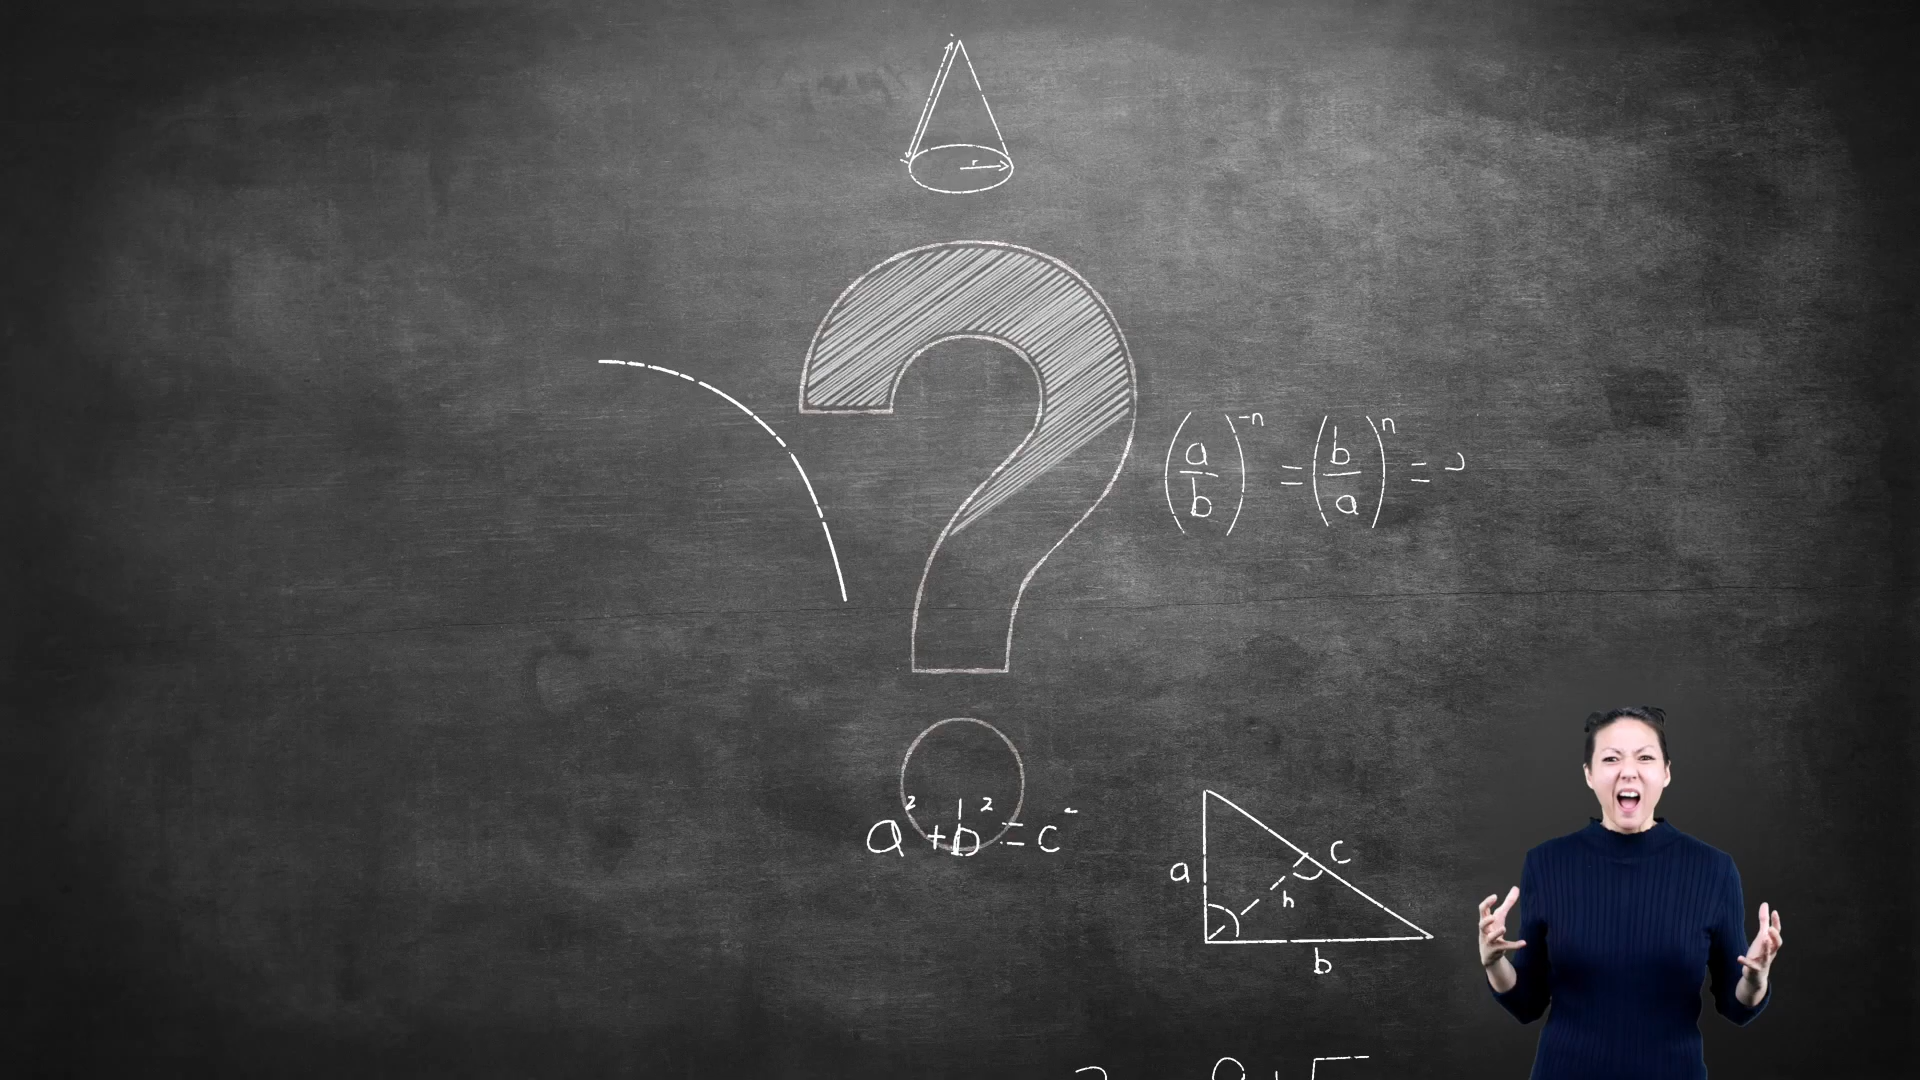 r
?
(a/b)^-n = (b/a)^n =
a² + b² = c
a
c
h
b